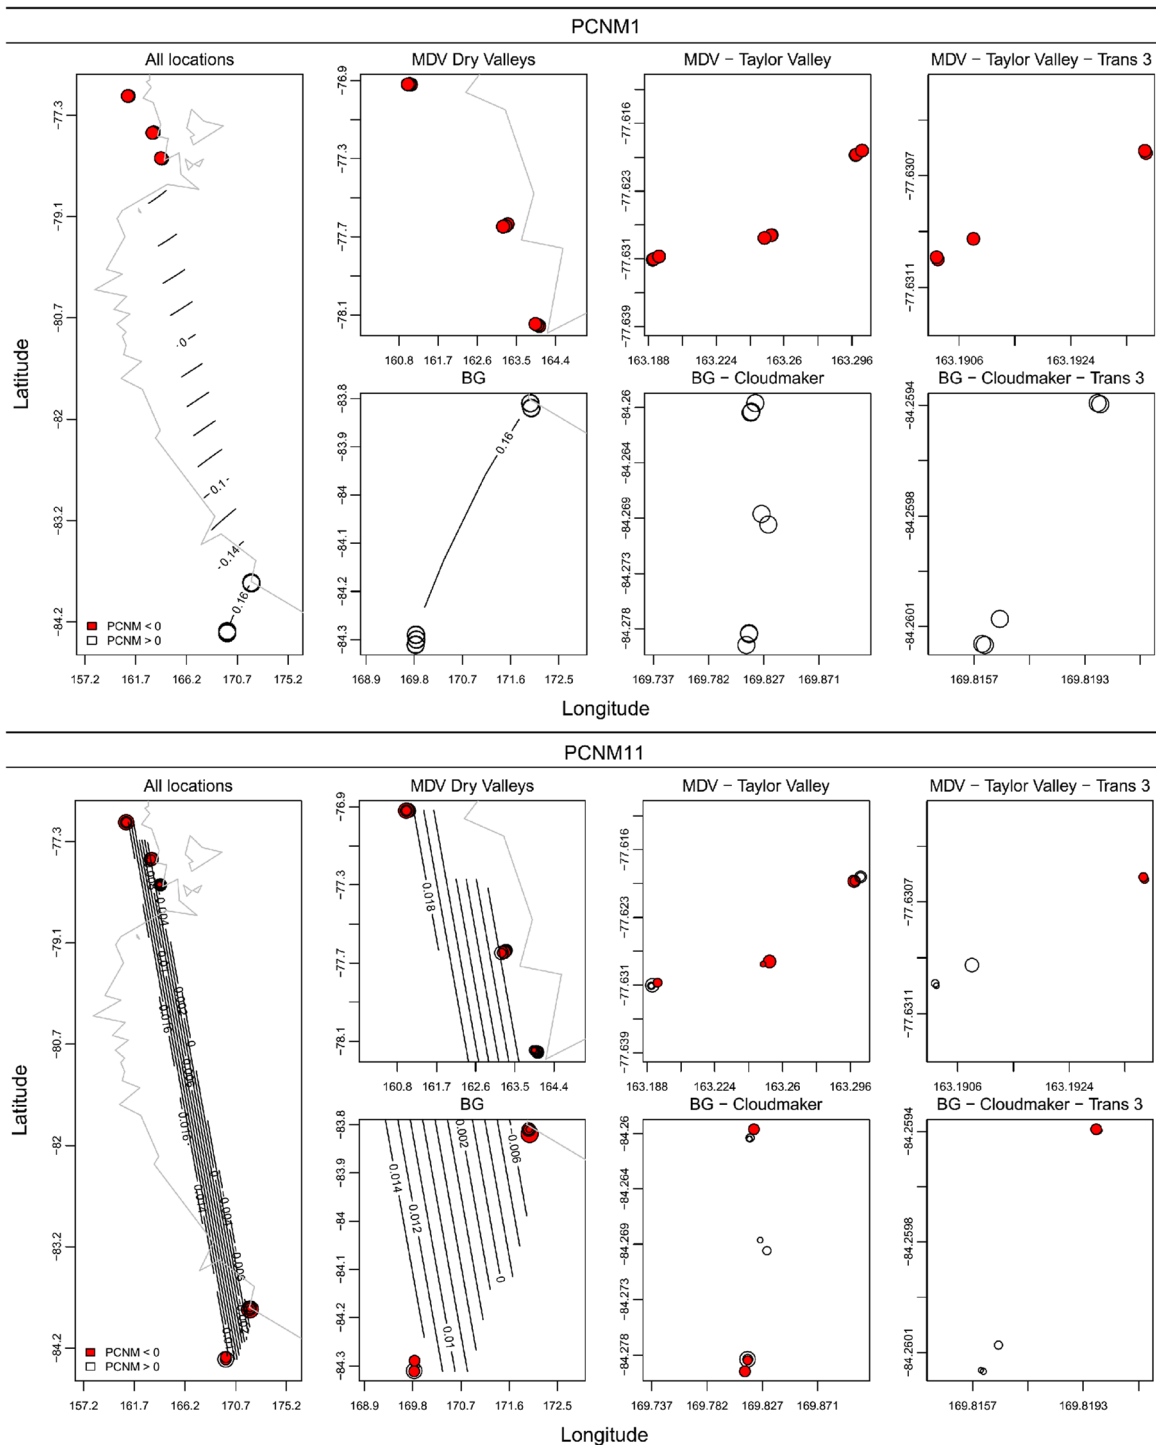 PCNM1
All locations
MDV Dry Valleys
MDV − Taylor Valley
MDV − Taylor Valley − Trans 3
−77.3
−79.1
−80.7
−82
−83.2
−84.2
0
0.1
0.14
0.16
PCNM < 0
PCNM > 0
157.2 161.7 166.2 170.7 175.2
−76.9
−77.3
−77.7
−78.1
160.8 161.7 162.6 163.5 164.4
−77.616
−77.623
−77.631
−77.639
163.188 163.224 163.26 163.296
−77.6307
−77.6311
163.1906 163.1924
BG
BG − Cloudmaker
BG − Cloudmaker − Trans 3
−83.8
−83.9
−84
−84.1
−84.2
−84.3
0.16
168.9 169.8 170.7 171.6 172.5
−84.26
−84.264
−84.269
−84.273
−84.278
169.737 169.782 169.827 169.871
−84.2594
−84.2598
−84.2601
169.8157 169.8193
Latitude
Longitude
PCNM11
All locations
MDV Dry Valleys
MDV − Taylor Valley
MDV − Taylor Valley − Trans 3
−77.3
−79.1
−80.7
−82
−83.2
−84.2
0.004
0.002
0.016
0
0.016
0.014
0.004
PCNM < 0
PCNM > 0
157.2 161.7 166.2 170.7 175.2
−76.9
−77.3
−77.7
−78.1
0.018
160.8 161.7 162.6 163.5 164.4
−77.616
−77.623
−77.631
−77.639
163.188 163.224 163.26 163.296
−77.6307
−77.6311
163.1906 163.1924
BG
BG − Cloudmaker
BG − Cloudmaker − Trans 3
−83.8
−83.9
−84
−84.1
−84.2
−84.3
0.014
0.012
0.002
−0.006
0
0.01
168.9 169.8 170.7 171.6 172.5
−84.26
−84.264
−84.269
−84.273
−84.278
169.737 169.782 169.827 169.871
−84.2594
−84.2598
−84.2601
169.8157 169.8193
Latitude
Longitude